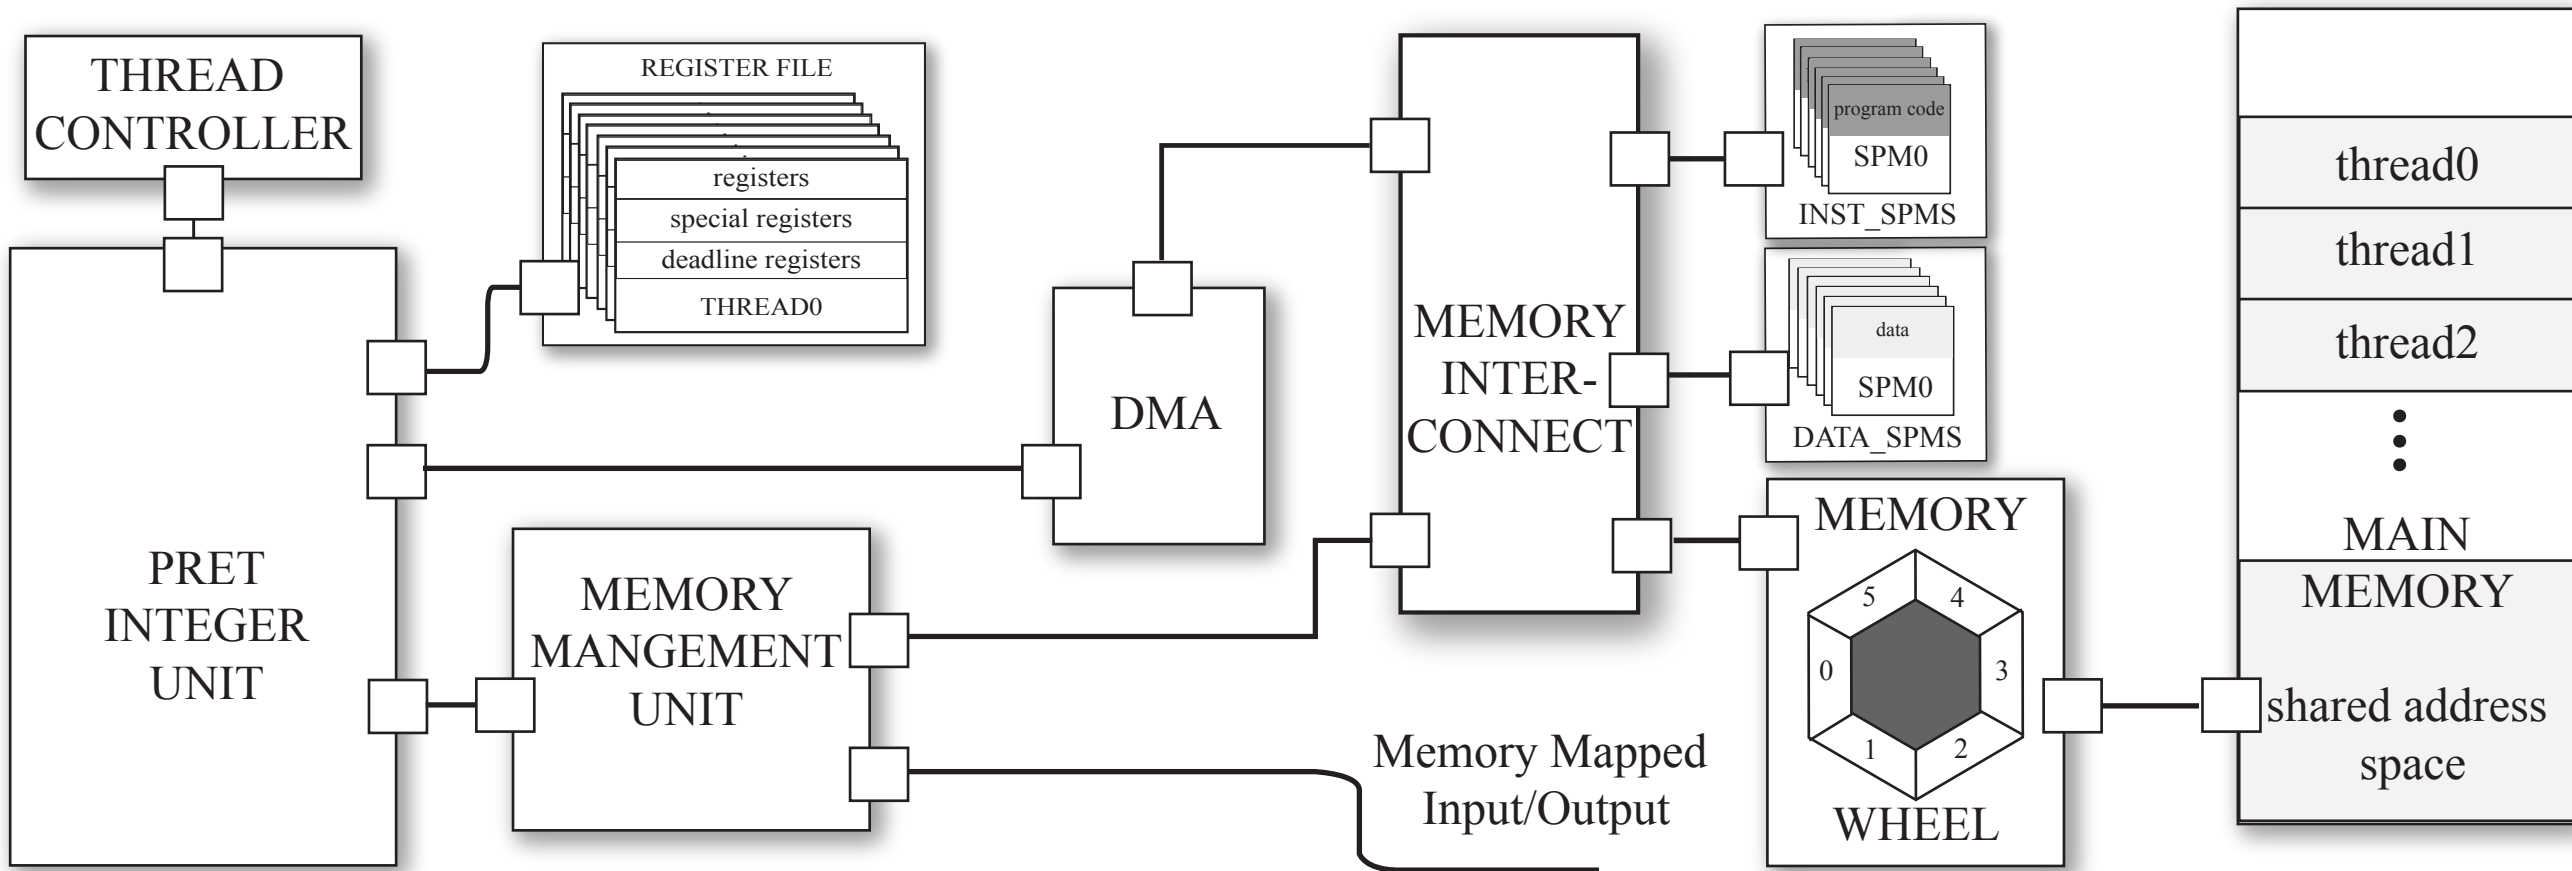 THREAD
CONTROLLER
PRET
INTEGER
UNIT
REGISTER FILE
registers
special registers
deadline registers
THREAD0
MEMORY
MANGEMENT
UNIT
DMA
MEMORY
INTER-
CONNECT
Memory Mapped
Input/Output
program code
SPM0
INST_SPMS
data
SPM0
DATA_SPMS
MEMORY
5
4
0
3
1
2
WHEEL
thread0
thread1
thread2
MAIN
MEMORY
shared address
space